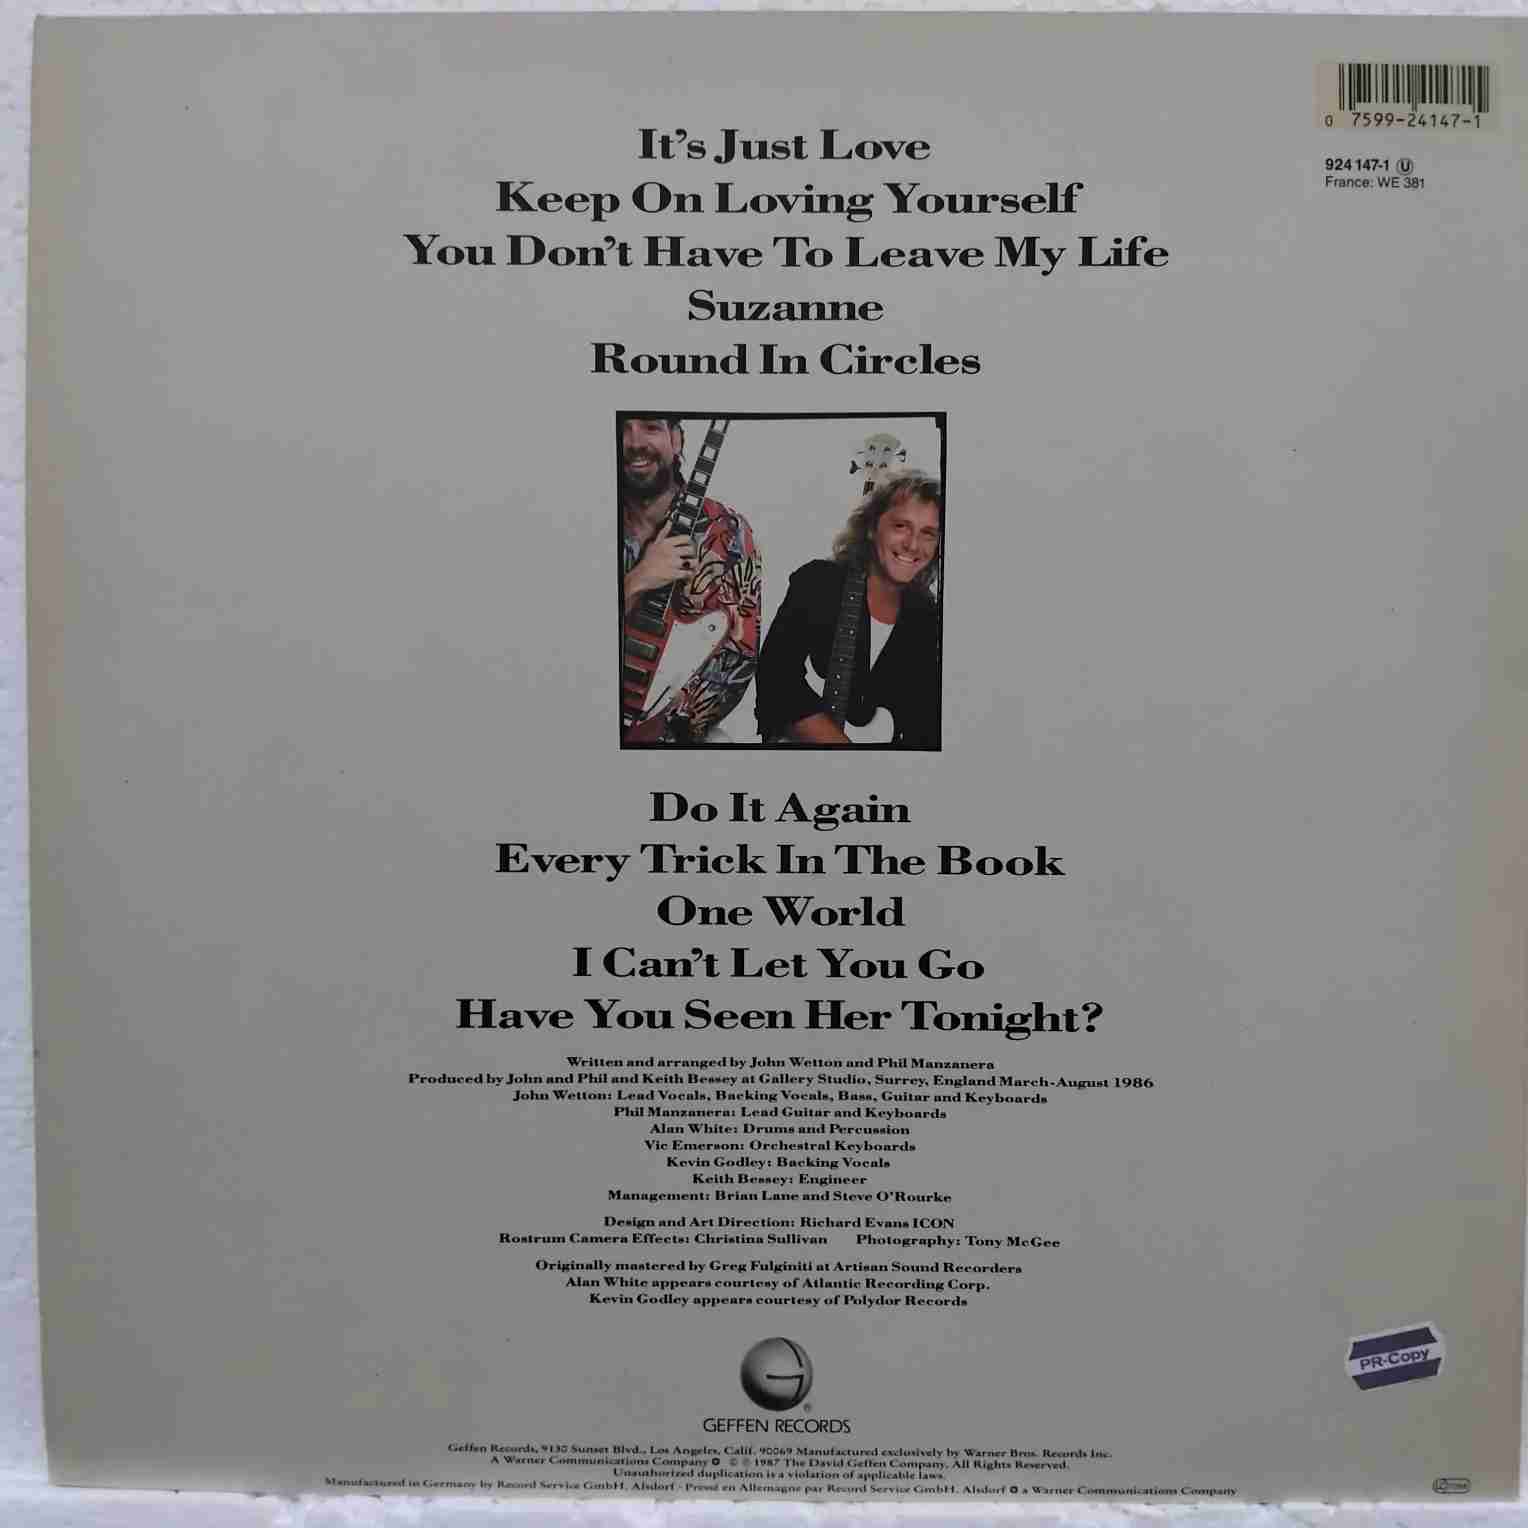 0 7599-24147-1
924 147-1 Ⓤ
France: WE 381
It's Just Love
Keep On Loving Yourself
You Don't Have To Leave My Life
Suzanne
Round In Circles
Do It Again
Every Trick In The Book
One World
I Can't Let You Go
Have You Seen Her Tonight?
Written and arranged by John Wetton and Phil Manzanera
Produced by John and Phil and Keith Bessey at Gallery Studio, Surrey, England March-August 1986
John Wetton: Lead Vocals, Backing Vocals, Bass, Guitar and Keyboards
Phil Manzanera: Lead Guitar and Keyboards
Alan White: Drums and Percussion
Vic Emerson: Orchestral Keyboards
Kevin Godley: Backing Vocals
Keith Bessey: Engineer
Management: Brian Lane and Steve O'Rourke
Design and Art Direction: Richard Evans ICON
Rostrum Camera Effects: Christina Sullivan Photography: Tony McGee
Originally mastered by Greg Fulginiti at Artisan Sound Recorders
Alan White appears courtesy of Atlantic Recording Corp.
Kevin Godley appears courtesy of Polydor Records
PR-Copy
G ®
GEFFEN RECORDS
Geffen Records, 9130 Sunset Blvd., Los Angeles, Calif. 90069 Manufactured exclusively by Warner Bros. Records Inc.
A Warner Communications Company © ℗ 1987 The David Geffen Company. All Rights Reserved.
Unauthorized duplication is a violation of applicable laws.
Manufactured in Germany by Record Service GmbH, Alsdorf · Pressé en Allemagne par Record Service GmbH, Alsdorf a Warner Communications Company